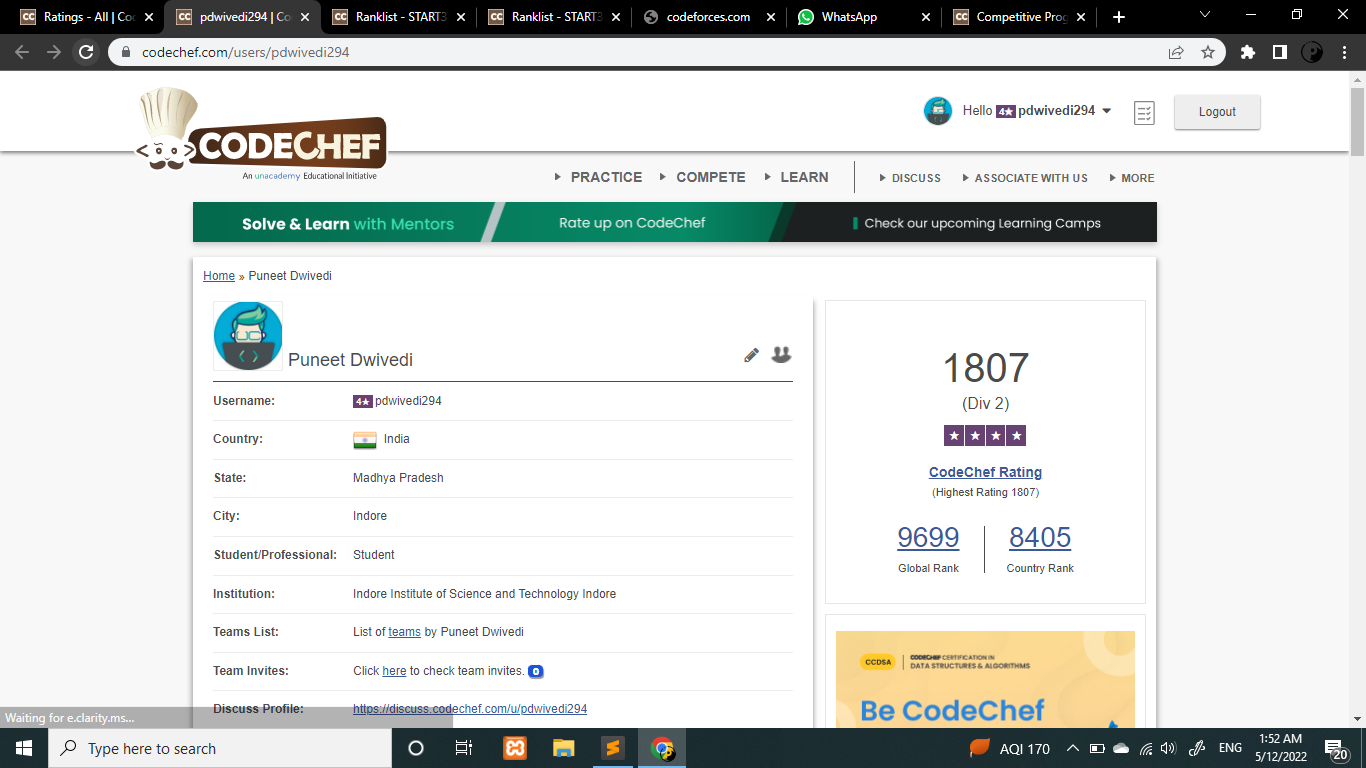 Ratings - All | Co
pdwivedi294 | Co
Ranklist - START3
Ranklist - START3
codeforces.com
WhatsApp
Competitive Prog
codechef.com/users/pdwivedi294
P
CODECHEF
An unacademy Educational Initiative
Hello 4★ pdwivedi294
Logout
PRACTICE
COMPETE
LEARN
DISCUSS
ASSOCIATE WITH US
MORE
Solve & Learn with Mentors
Rate up on CodeChef
Check our upcoming Learning Camps
Home » Puneet Dwivedi
Puneet Dwivedi
Username: 4★ pdwivedi294
Country: India
State: Madhya Pradesh
City: Indore
Student/Professional: Student
Institution: Indore Institute of Science and Technology Indore
Teams List: List of teams by Puneet Dwivedi
Team Invites: Click here to check team invites. 0
Discuss Profile: https://discuss.codechef.com/u/pdwivedi294
1807
(Div 2)
★★★★
CodeChef Rating
(Highest Rating 1807)
9699
Global Rank
8405
Country Rank
CCDSA
CODECHEF CERTIFICATION IN
DATA STRUCTURES & ALGORITHMS
Be CodeChef
Waiting for e.clarity.ms...
Type here to search
AQI 170
ENG
1:52 AM
5/12/2022
20